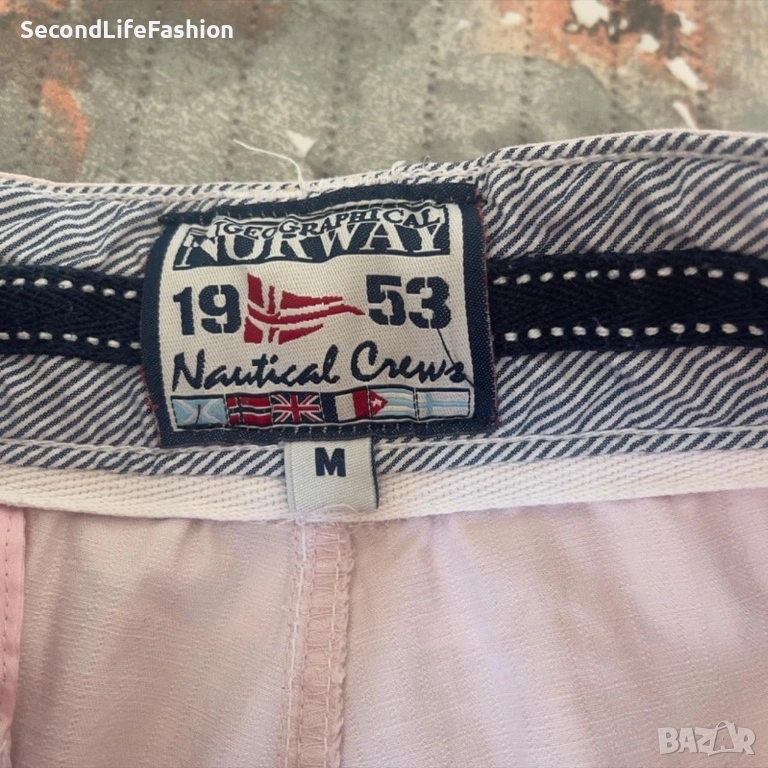 SecondLifeFashion
GEOGRAPHICAL
NORWAY
19 53
Nautical Crews
M
BAZAR